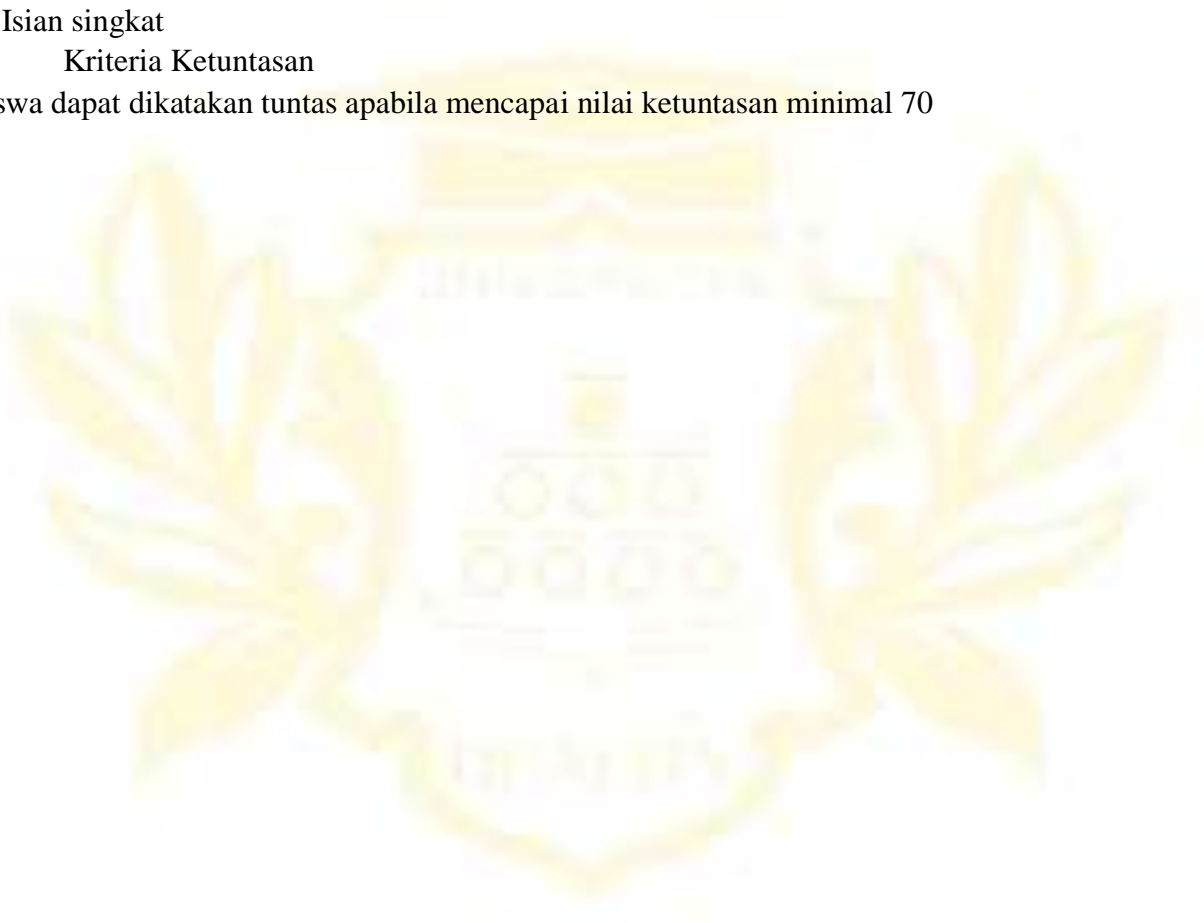 Isian singkat
Kriteria Ketuntasan
swa dapat dikatakan tuntas apabila mencapai nilai ketuntasan minimal 70